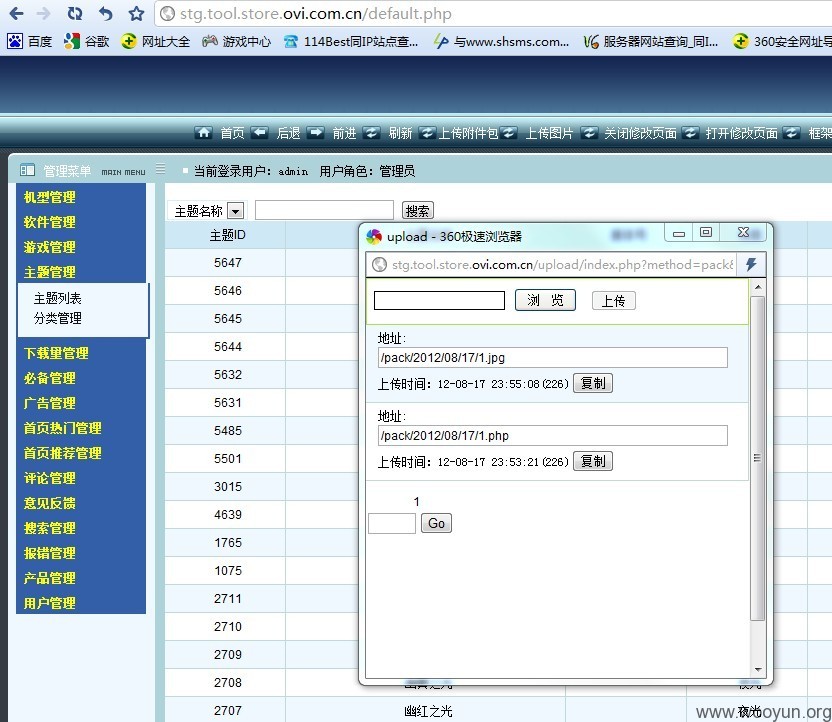 stg.tool.store.ovi.com.cn/default.php
百度 谷歌 网址大全 游戏中心 114Best同IP站点查... 与www.shsms.com... 服务器网站查询_同I... 360安全网址导
首页 后退 前进 刷新 上传附件包 上传图片 关闭修改页面 打开修改页面 框架
管理菜单 MAIN MENU 当前登录用户：admin 用户角色：管理员
机型管理
软件管理
游戏管理
主题管理
主题列表
分类管理
下载量管理
必备管理
广告管理
首页热门管理
首页推荐管理
评论管理
意见反馈
搜索管理
报错管理
产品管理
用户管理
主题名称 搜索
主题ID
5647
5646
5645
5644
5632
5631
5485
5501
3015
4639
1765
1075
2711
2710
2709
2708
2707 幽红之光 夜光
upload - 360极速浏览器
stg.tool.store.ovi.com.cn/upload/index.php?method=pack&
浏 览 上传
地址:
/pack/2012/08/17/1.jpg
上传时间：12-08-17 23:55:08(226) 复制
地址:
/pack/2012/08/17/1.php
上传时间：12-08-17 23:53:21(226) 复制
1
Go